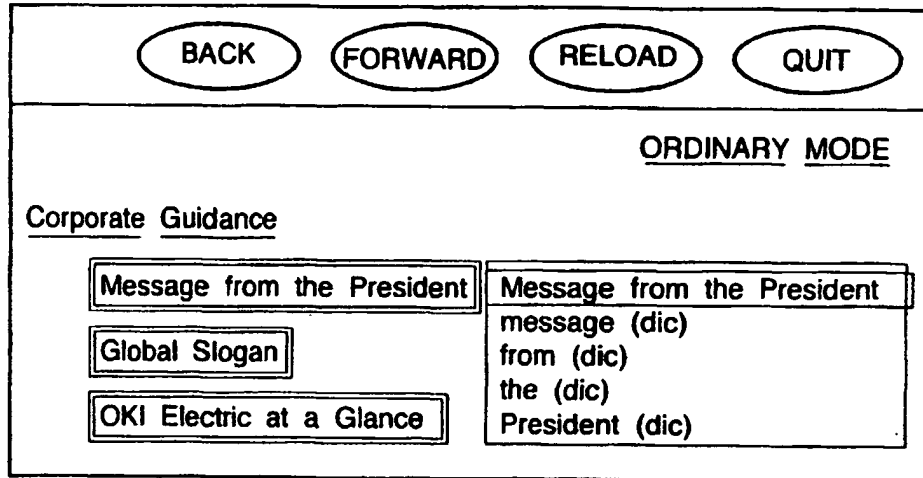 BACK FORWARD RELOAD QUIT
ORDINARY MODE
Corporate Guidance
Message from the President
Global Slogan
OKI Electric at a Glance
Message from the President
message (dic)
from (dic)
the (dic)
President (dic)